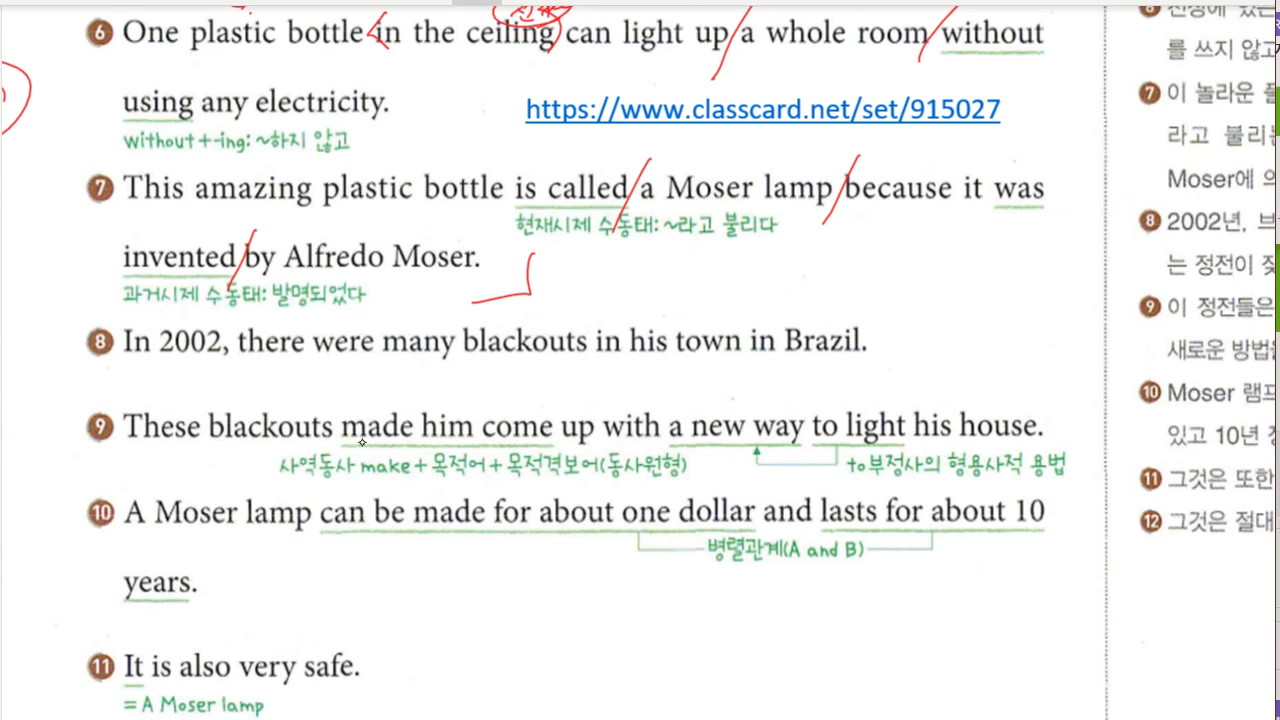 6 One plastic bottle in the ceiling can light up a whole room without
using any electricity.
https://www.classcard.net/set/915027
without +-ing: ~하지 않고
7 This amazing plastic bottle is called a Moser lamp because it was
현재시제 수동태: ~라고 불리다
invented by Alfredo Moser.
과거시제 수동태: 발명되었다
8 In 2002, there were many blackouts in his town in Brazil.
9 These blackouts made him come up with a new way to light his house.
사역동사 make + 목적어 + 목적격보어(동사원형)
to부정사의 형용사적 용법
10 A Moser lamp can be made for about one dollar and lasts for about 10
병렬관계(A and B)
years.
11 It is also very safe.
= A Moser lamp
를 쓰지 않고
7 이 놀라운 플
라고 불리는
Moser에 의
8 2002년, 브
는 정전이 잦
9 이 정전들은
새로운 방법을
10 Moser 램프
있고 10년 정
11 그것은 또한
12 그것은 절대